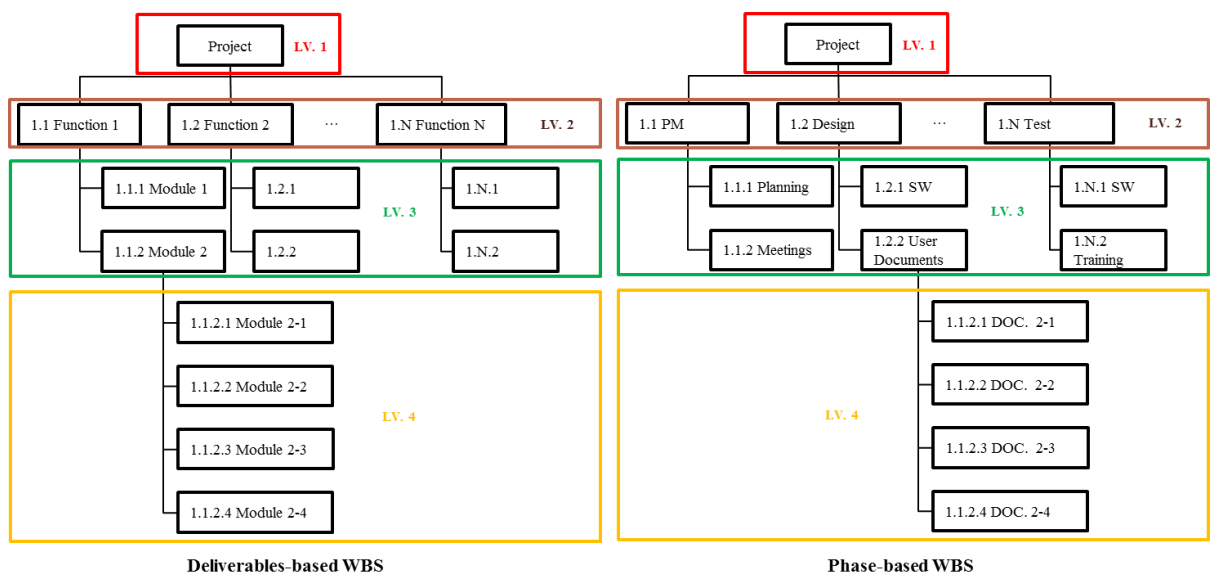 Project
LV. 1
1.1 Function 1
1.2 Function 2
...
1.N Function N
LV. 2
1.1.1 Module 1
1.2.1
1.N.1
LV. 3
1.1.2 Module 2
1.2.2
1.N.2
1.1.2.1 Module 2-1
1.1.2.2 Module 2-2
LV. 4
1.1.2.3 Module 2-3
1.1.2.4 Module 2-4
Deliverables-based WBS
Project
LV. 1
1.1 PM
1.2 Design
...
1.N Test
LV. 2
1.1.1 Planning
1.2.1 SW
1.N.1 SW
LV. 3
1.1.2 Meetings
1.2.2 User
Documents
1.N.2
Training
1.1.2.1 DOC. 2-1
1.1.2.2 DOC. 2-2
LV. 4
1.1.2.3 DOC. 2-3
1.1.2.4 DOC. 2-4
Phase-based WBS